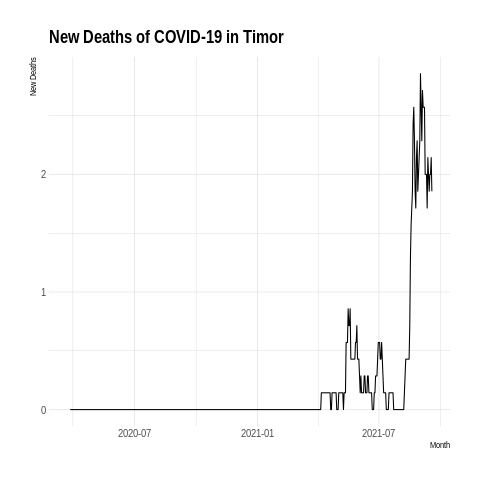 New Deaths of COVID-19 in Timor
New Deaths
2
1
0
2020-07 2021-01 2021-07
Month